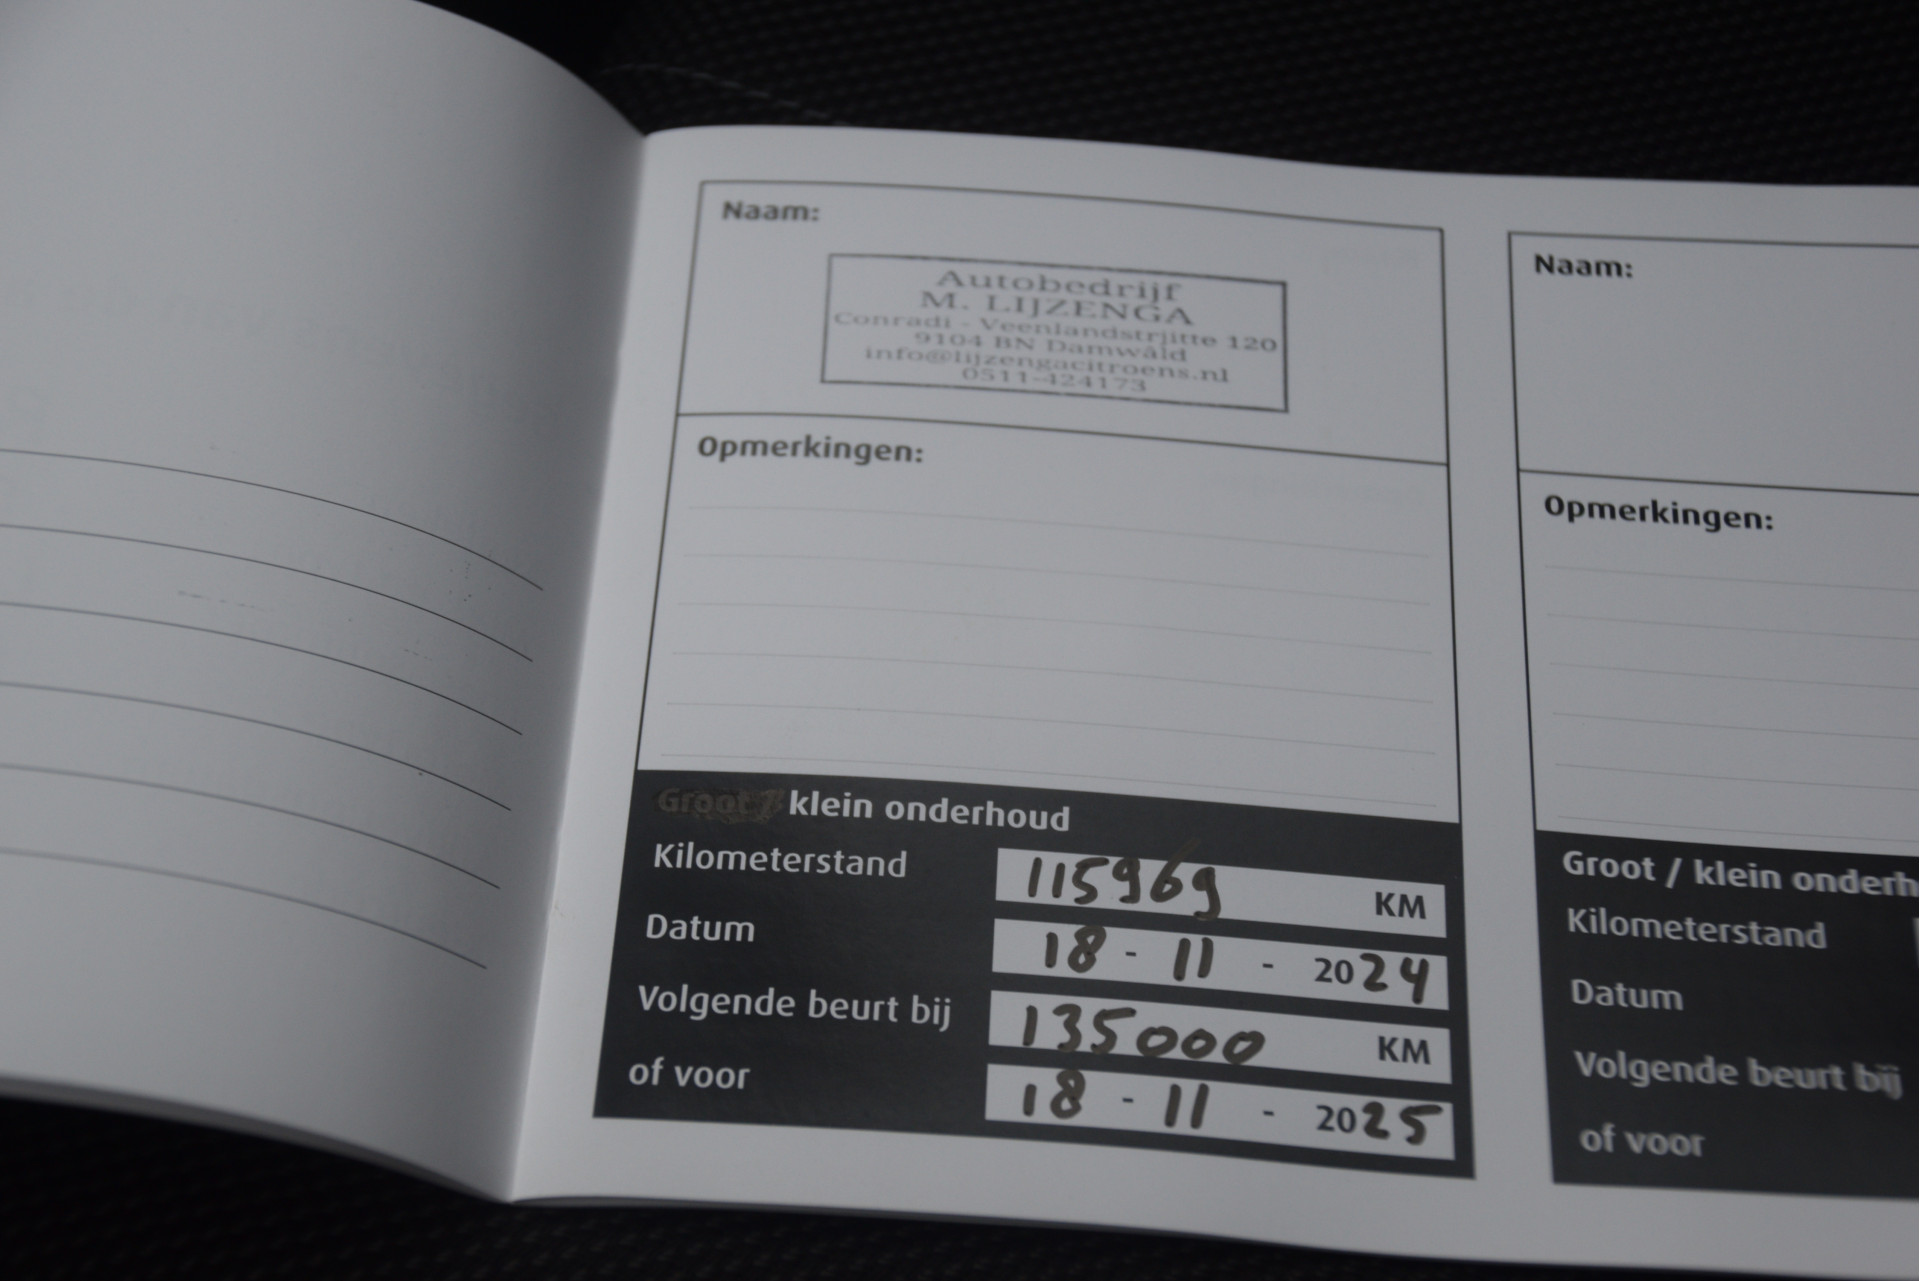 Naam:
Autobedrijf
M. LIJZENGA
Conradi - Veenlandstrjitte 120
9104 BN Damwâld
info@lijzengacitroens.nl
0511-424173
Opmerkingen:
Groot / klein onderhoud
Kilometerstand 115969 KM
Datum 18 - 11 - 2024
Volgende beurt bij 135000 KM
of voor 18 - 11 - 2025
Naam:
Opmerkingen:
Groot / klein onderh
Kilometerstand
Datum
Volgende beurt bij
of voor